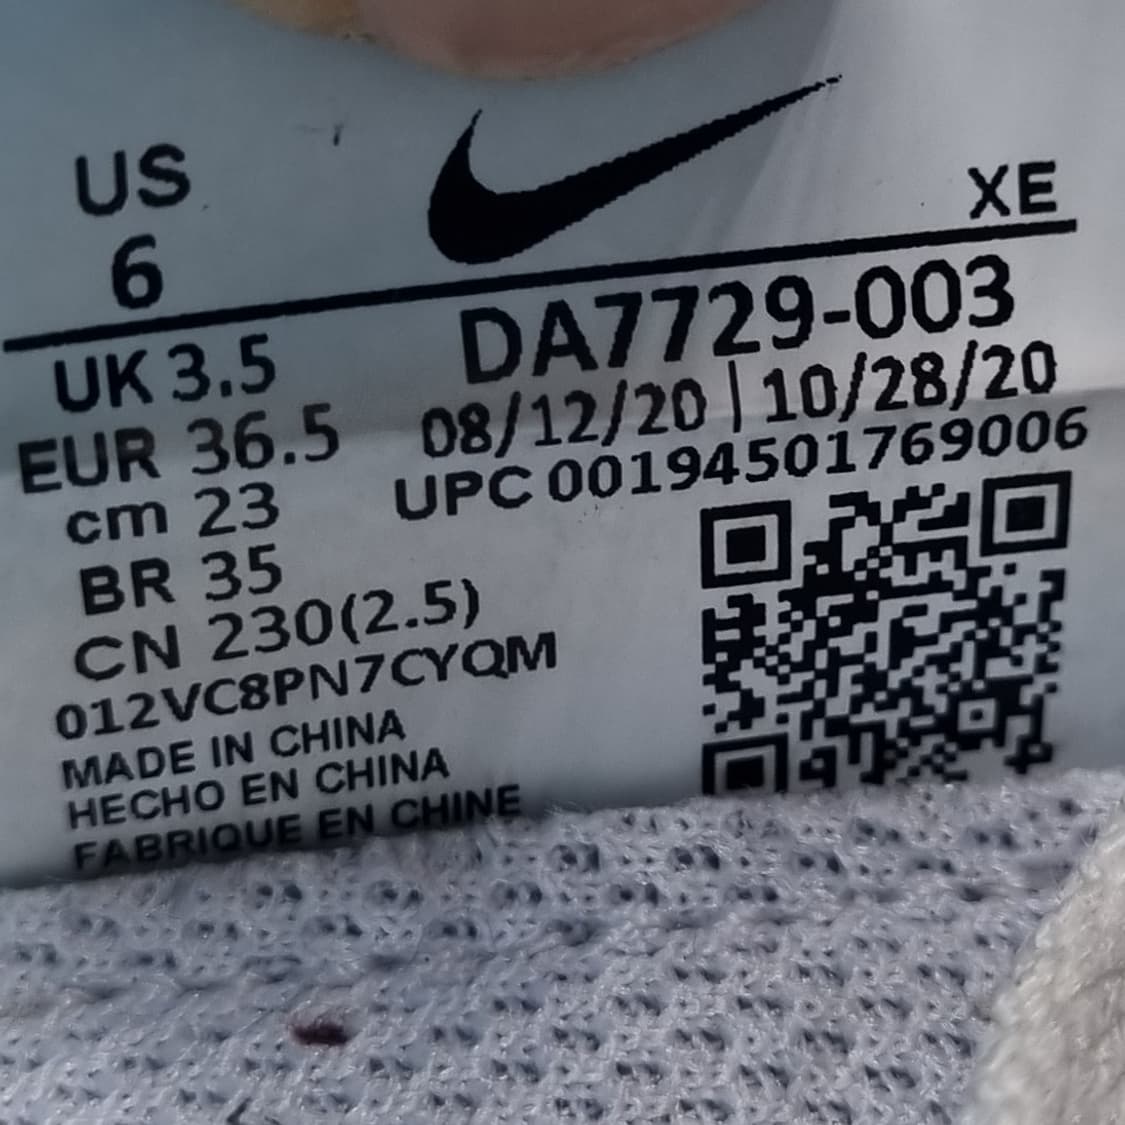 US
6
XE
UK 3.5
EUR 36.5
cm 23
BR 35
CN 230(2.5)
012VC8PN7CYQM
MADE IN CHINA
HECHO EN CHINA
FABRIQUE EN CHINE
DA7729-003
08/12/20 | 10/28/20
UPC 00194501769006